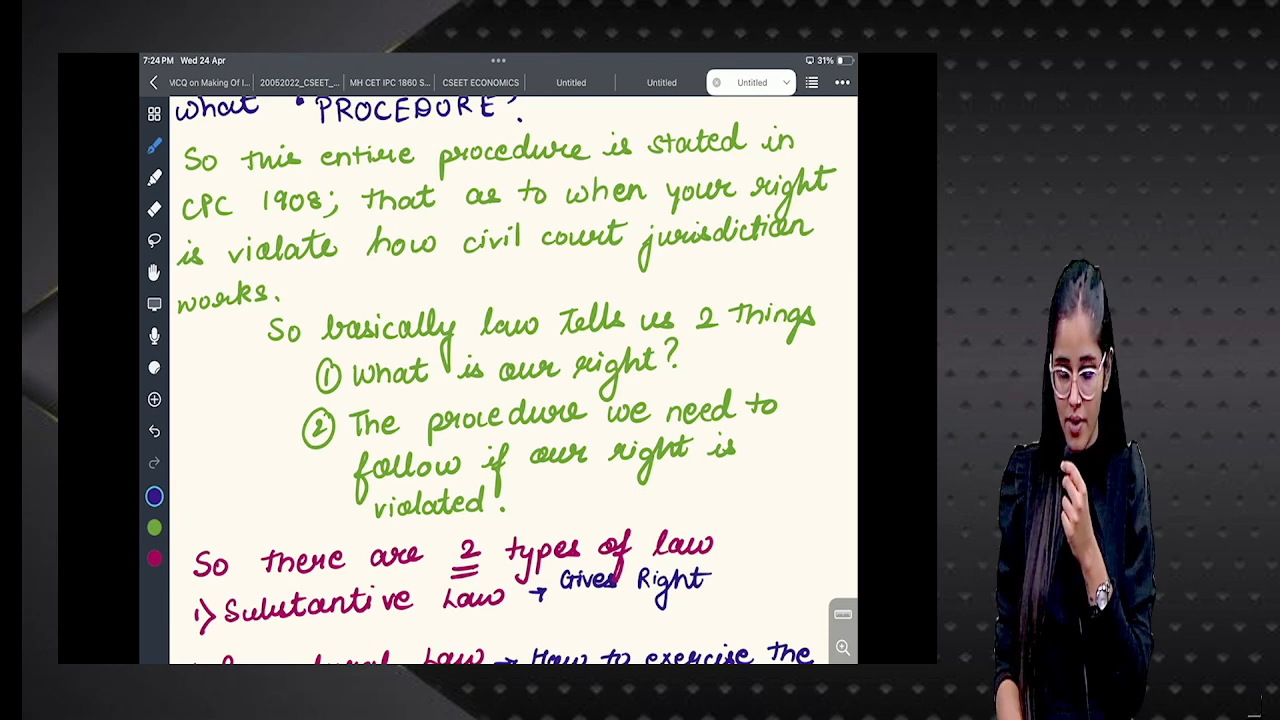 7:24 PM Wed 24 Apr
31%
MCQ on Making Of I... 20052022_CSEET_... MH CET IPC 1860 S... CSEET ECONOMICS Untitled Untitled Untitled
What "PROCEDURE?
So this entire procedure is stated in
CPC 1908; that as to when your right
is violate how civil court jurisdiction
works.
So basically law tells us 2 things
① What is our right?
② The procedure we need to
follow if our right is
violated.
So there are 2 types of law
1) Substantive Law → Gives Right
Law → How to exercise the